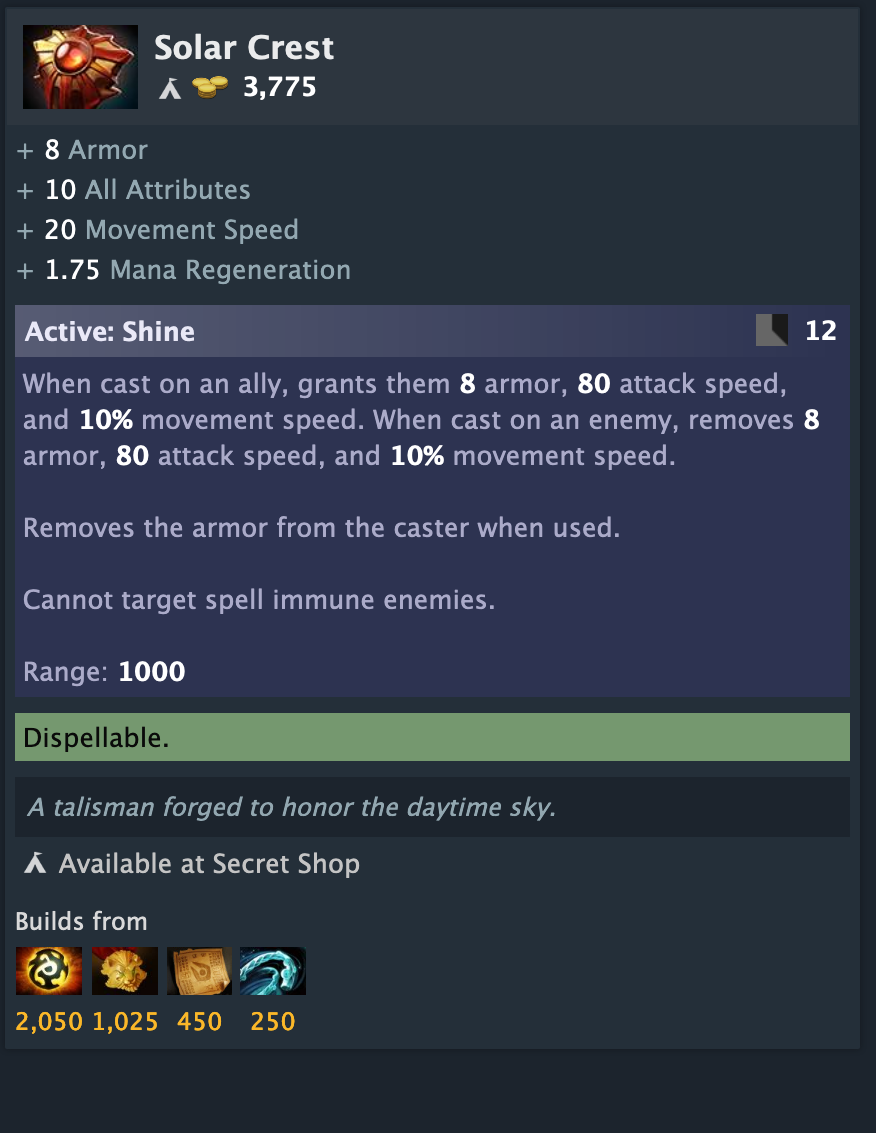 Solar Crest
3,775
+ 8 Armor
+ 10 All Attributes
+ 20 Movement Speed
+ 1.75 Mana Regeneration
Active: Shine 12
When cast on an ally, grants them 8 armor, 80 attack speed,
and 10% movement speed. When cast on an enemy, removes 8
armor, 80 attack speed, and 10% movement speed.
Removes the armor from the caster when used.
Cannot target spell immune enemies.
Range: 1000
Dispellable.
A talisman forged to honor the daytime sky.
Available at Secret Shop
Builds from
2,050 1,025 450 250